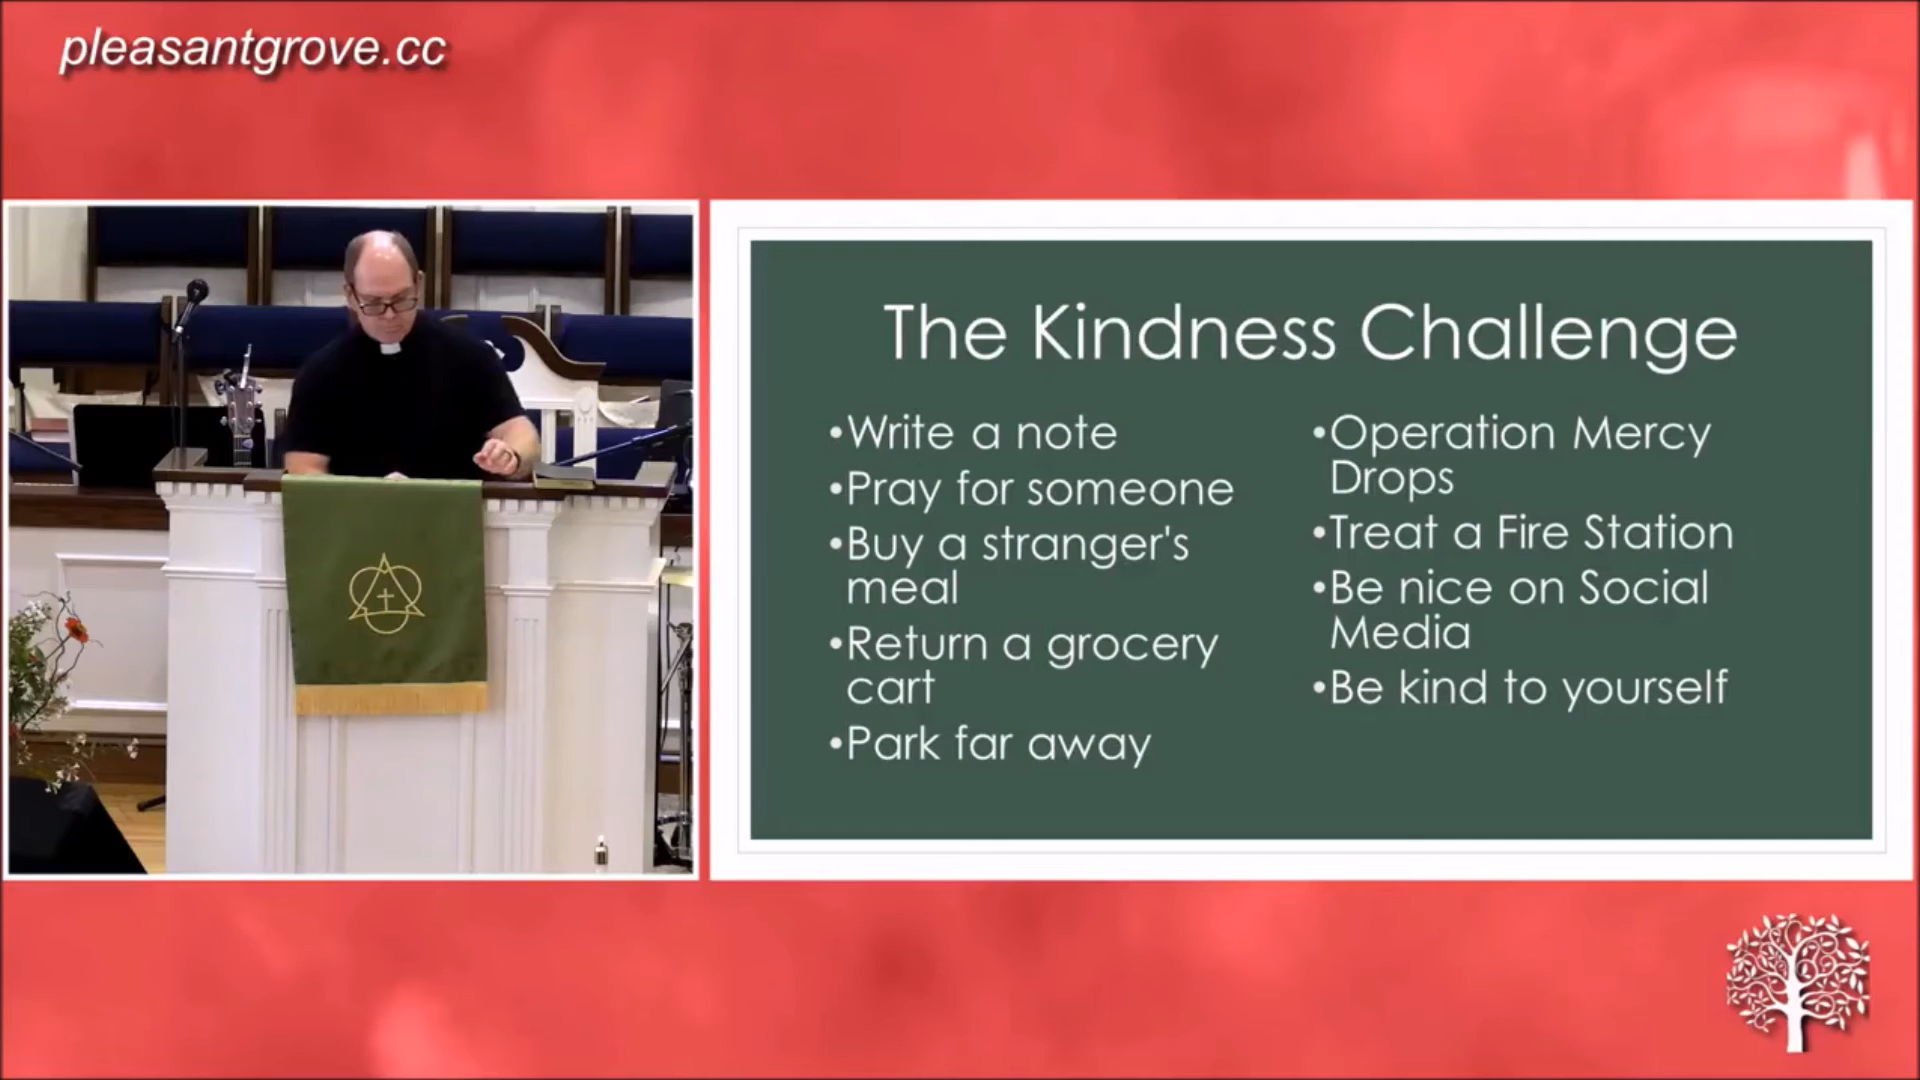 pleasantgrove.cc
The Kindness Challenge
•Write a note
•Pray for someone
•Buy a stranger's
meal
•Return a grocery
cart
•Park far away
•Operation Mercy
Drops
•Treat a Fire Station
•Be nice on Social
Media
•Be kind to yourself